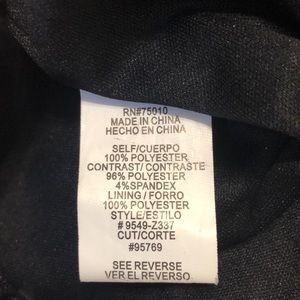 RN#75010
MADE IN CHINA
HECHO EN CHINA
SELF/CUERPO
100% POLYESTER
CONTRAST/ CONTRASTE
96% POLYESTER
4%SPANDEX
LINING / FORRO
100% POLYESTER
STYLE/ESTILO
# 9549-Z337
CUT/CORTE
#95769
SEE REVERSE
VER EL REVERSO